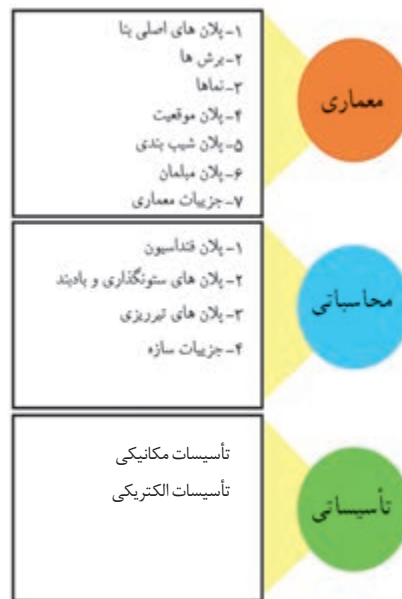 معماری
۱-پلان های اصلی بنا
۲-برش ها
۳-نماها
۴-پلان موقعیت
۵-پلان شیب بندی
۶-پلان مبلمان
۷-جزییات معماری
محاسباتی
۱-پلان فنداسیون
۲-پلان های ستونگذاری و بادبند
۳-پلان های تیرریزی
۴-جزییات سازه
تأسیساتی
تأسیسات مکانیکی
تأسیسات الکتریکی